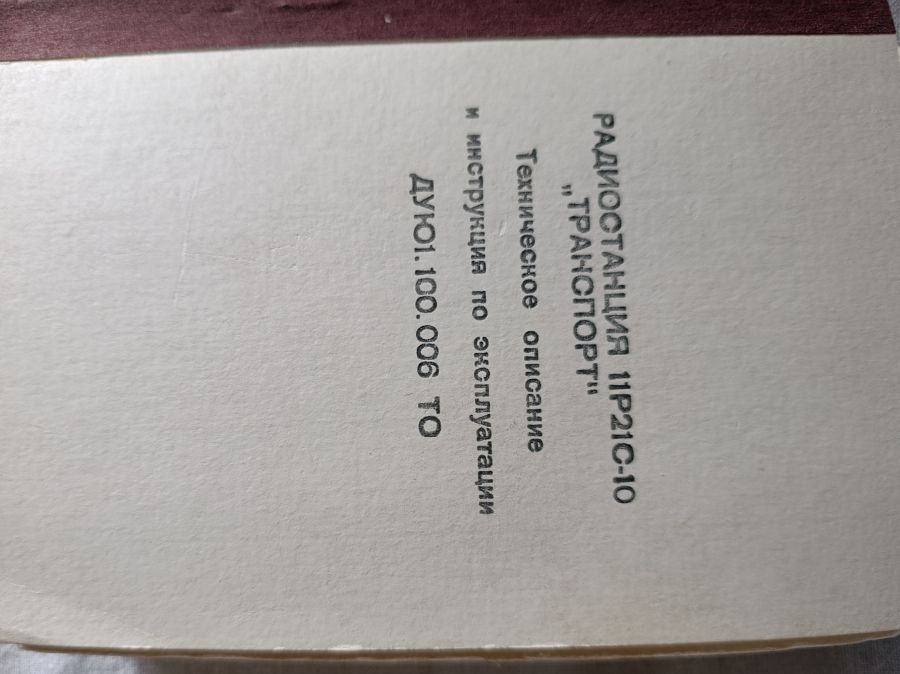 РАДИОСТАНЦИЯ 11Р21С-10
„ТРАНСПОРТ"
Техническое описание
и инструкция по эксплуатации
ДУЮ1.100.006 ТО